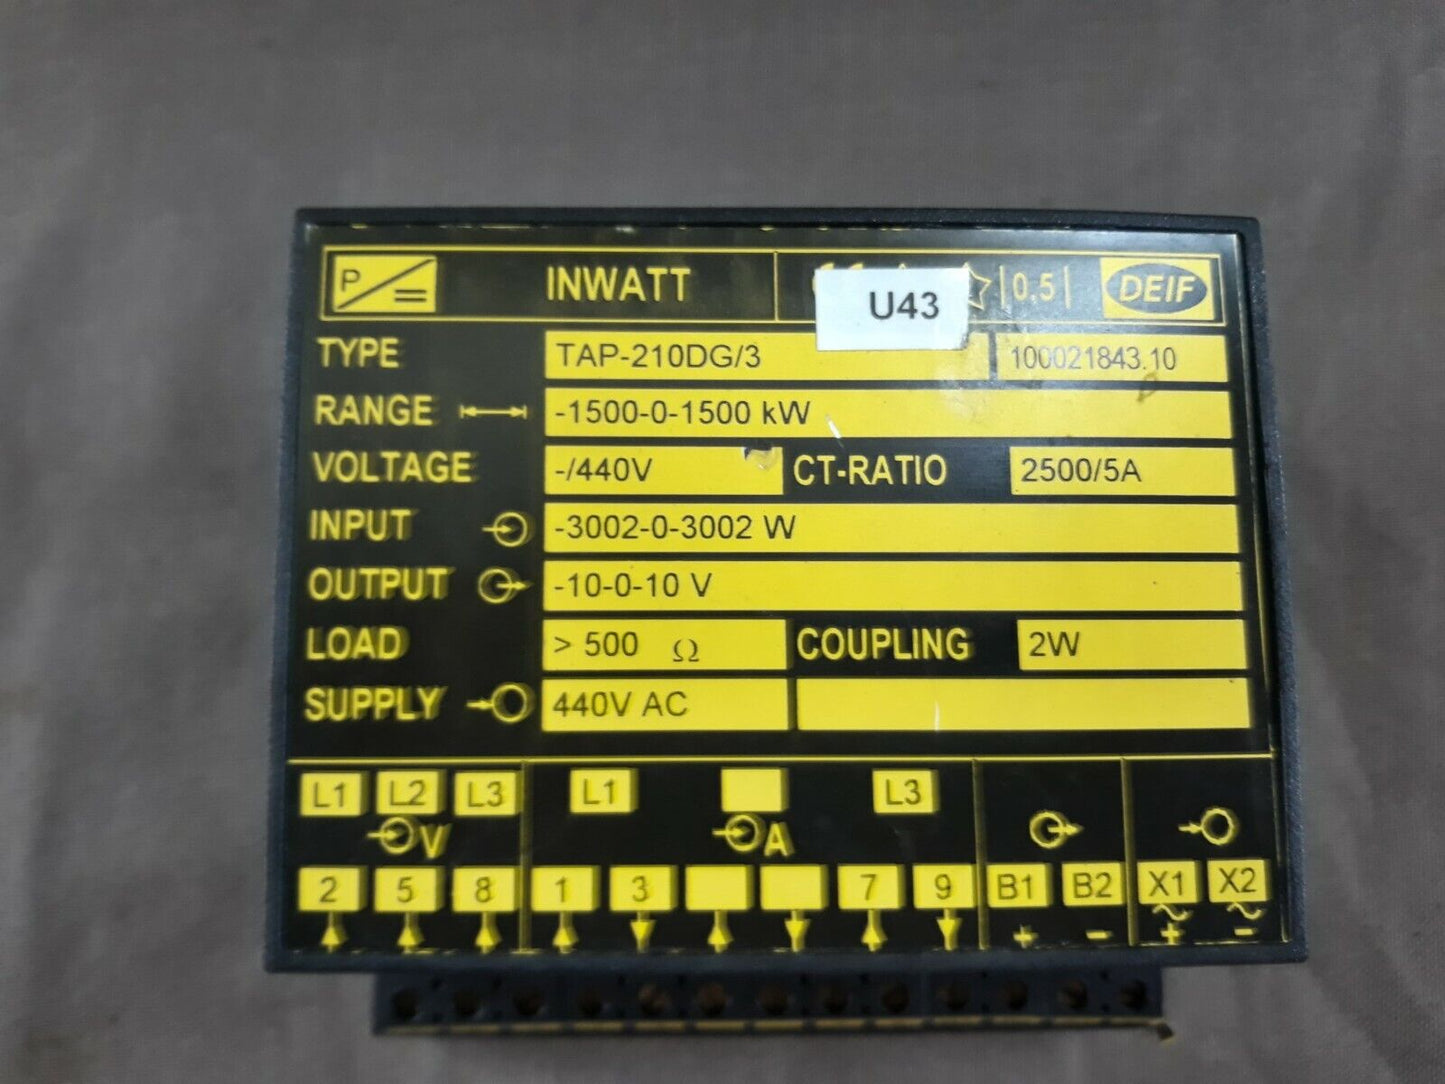 P INWATT U43 0.5 DEIF
TYPE TAP-210DG/3 100021843.10
RANGE -1500-0-1500 kW
VOLTAGE -/440V CT-RATIO 2500/5A
INPUT -3002-0-3002 W
OUTPUT -10-0-10 V
LOAD > 500 Ω COUPLING 2W
SUPPLY 440V AC
L1 L2 L3 L1 L3
V A
2 5 8 1 3 7 9 B1 B2 X1 X2
~ ~
+ - + -